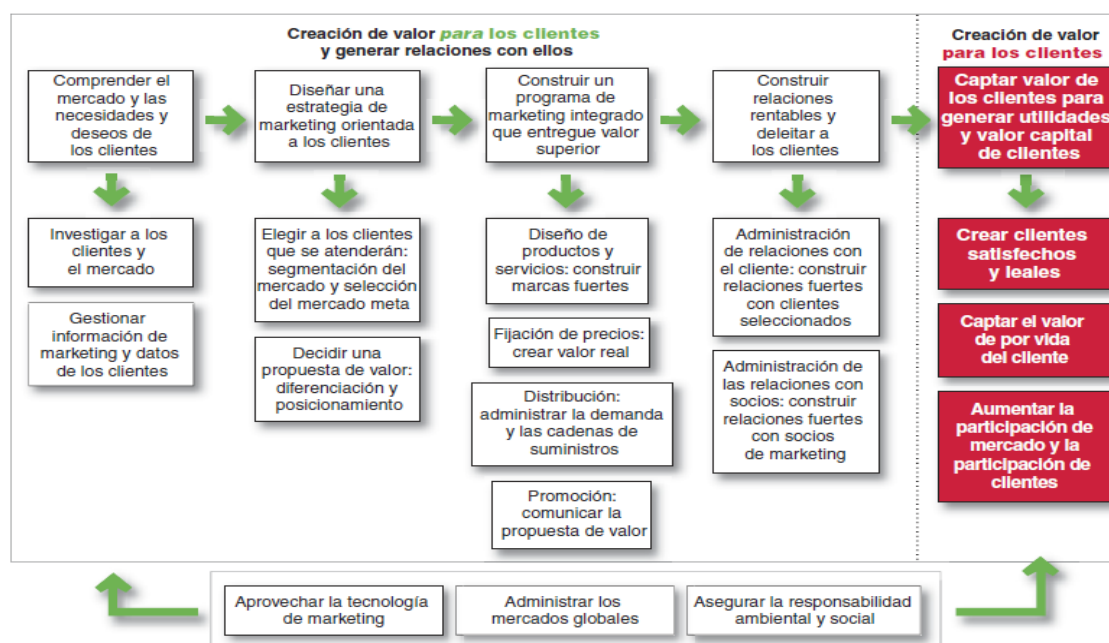 Creación de valor para los clientes
y generar relaciones con ellos
Creación de valor
para los clientes
Comprender el
mercado y las
necesidades y
deseos de
los clientes
Diseñar una
estrategia de
marketing orientada
a los clientes
Construir un
programa de
marketing integrado
que entregue valor
superior
Construir
relaciones
rentables y
deleitar a
los clientes
Captar valor de
los clientes para
generar utilidades
y valor capital
de clientes
Investigar a los
clientes y
el mercado
Gestionar
información de
marketing y datos
de los clientes
Elegir a los clientes
que se atenderán:
segmentación del
mercado y selección
del mercado meta
Decidir una
propuesta de valor:
diferenciación y
posicionamiento
Diseño de
productos y
servicios: construir
marcas fuertes
Fijación de precios:
crear valor real
Distribución:
administrar la demanda
y las cadenas de
suministros
Promoción:
comunicar la
propuesta de valor
Administración
de relaciones con
el cliente: construir
relaciones fuertes
con clientes
seleccionados
Administración de
las relaciones con
socios: construir
relaciones fuertes
con socios
de marketing
Crear clientes
satisfechos
y leales
Captar el valor
de por vida
del cliente
Aumentar la
participación de
mercado y la
participación de
clientes
Aprovechar la tecnología
de marketing
Administrar los
mercados globales
Asegurar la responsabilidad
ambiental y social